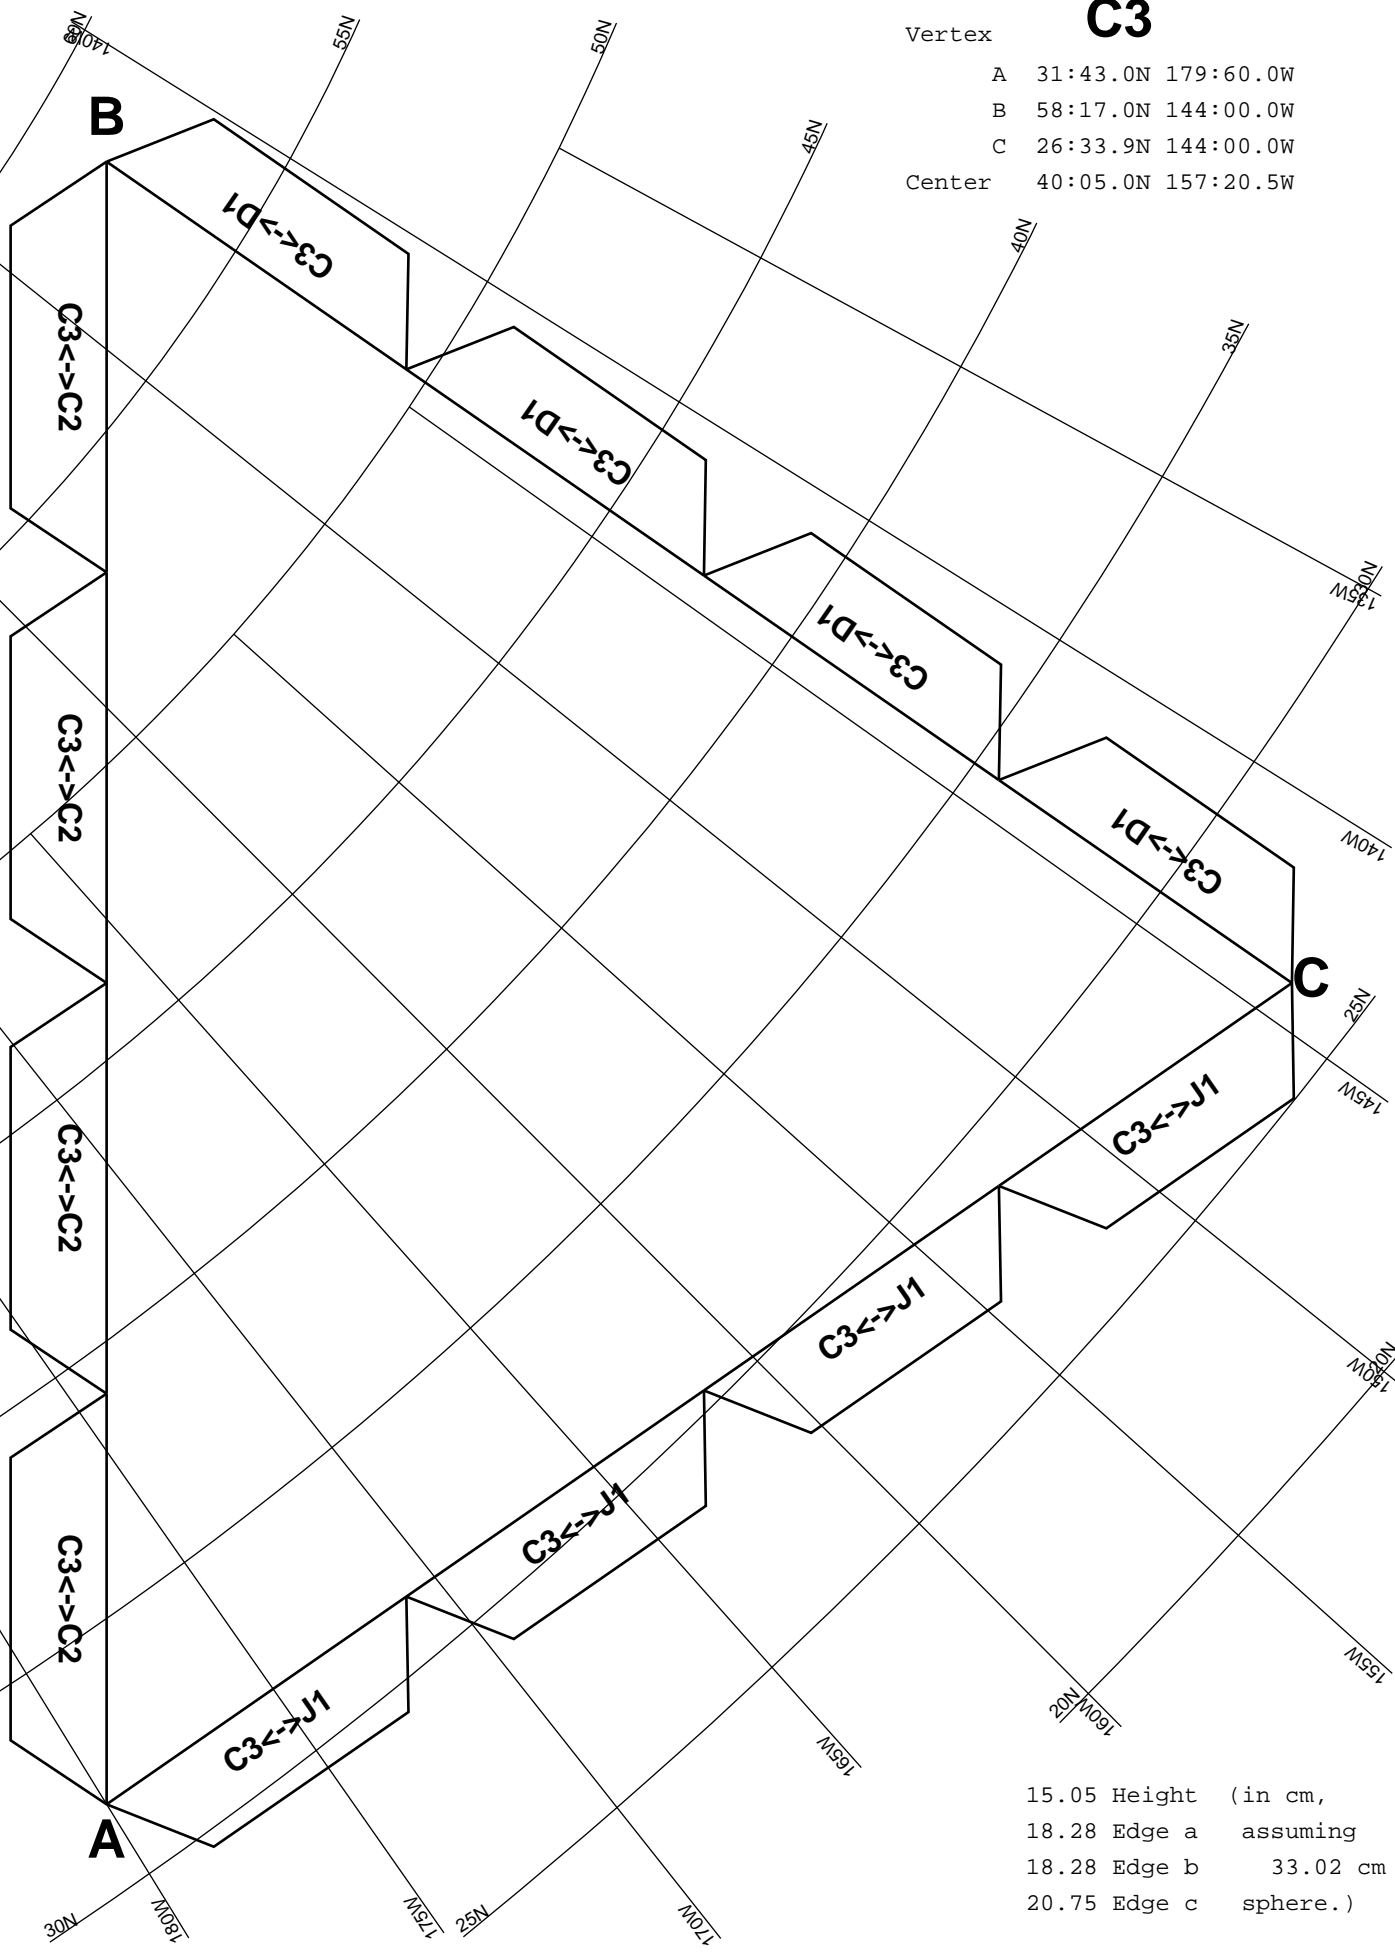 C3
Vertex
A 31:43.0N 179:60.0W
B 58:17.0N 144:00.0W
C 26:33.9N 144:00.0W
Center 40:05.0N 157:20.5W
60N
140W
55N
50N
45N
40N
35N
30N
135W
B
C3<->D1
C3<->D1
C3<->D1
C3<->D1
C3<->C2
C3<->C2
C3<->C2
C3<->C2
140W
C
25N
145W
C3<->J1
C3<->J1
C3<->J1
C3<->J1
20N
150W
155W
20N
160W
165W
A
30N
180W
175W
25N
170W
15.05 Height (in cm,
18.28 Edge a assuming
18.28 Edge b 33.02 cm
20.75 Edge c sphere.)